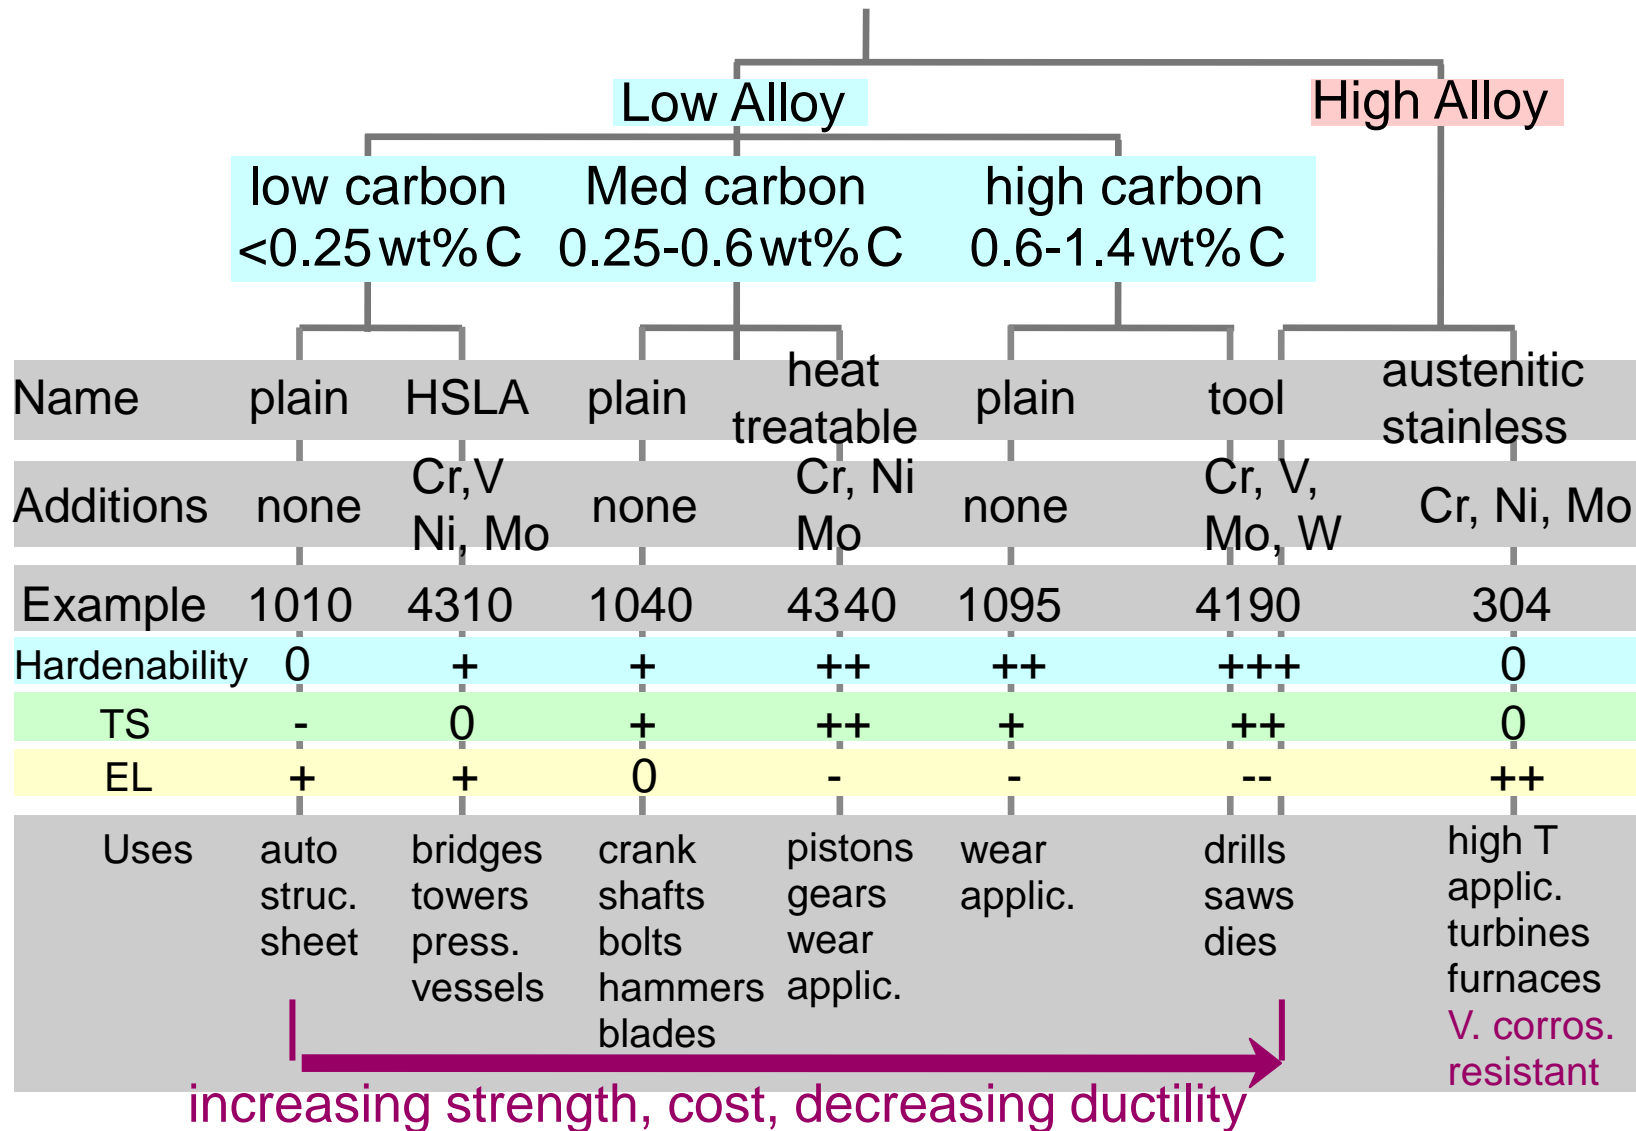 Low Alloy High Alloy
low carbon Med carbon high carbon
<0.25 wt% C 0.25-0.6 wt% C 0.6-1.4 wt% C
Name plain HSLA plain heat treatable plain tool austenitic stainless
Additions none Cr,V Ni, Mo none Cr, Ni Mo none Cr, V, Mo, W Cr, Ni, Mo
Example 1010 4310 1040 4340 1095 4190 304
Hardenability 0 + + ++ ++ +++ 0
TS - 0 + ++ + ++ 0
EL + + 0 - - -- ++
Uses
auto
struc.
sheet
bridges
towers
press.
vessels
crank
shafts
bolts
hammers
blades
pistons
gears
wear
applic.
wear
applic.
drills
saws
dies
high T
applic.
turbines
furnaces
V. corros.
resistant
increasing strength, cost, decreasing ductility